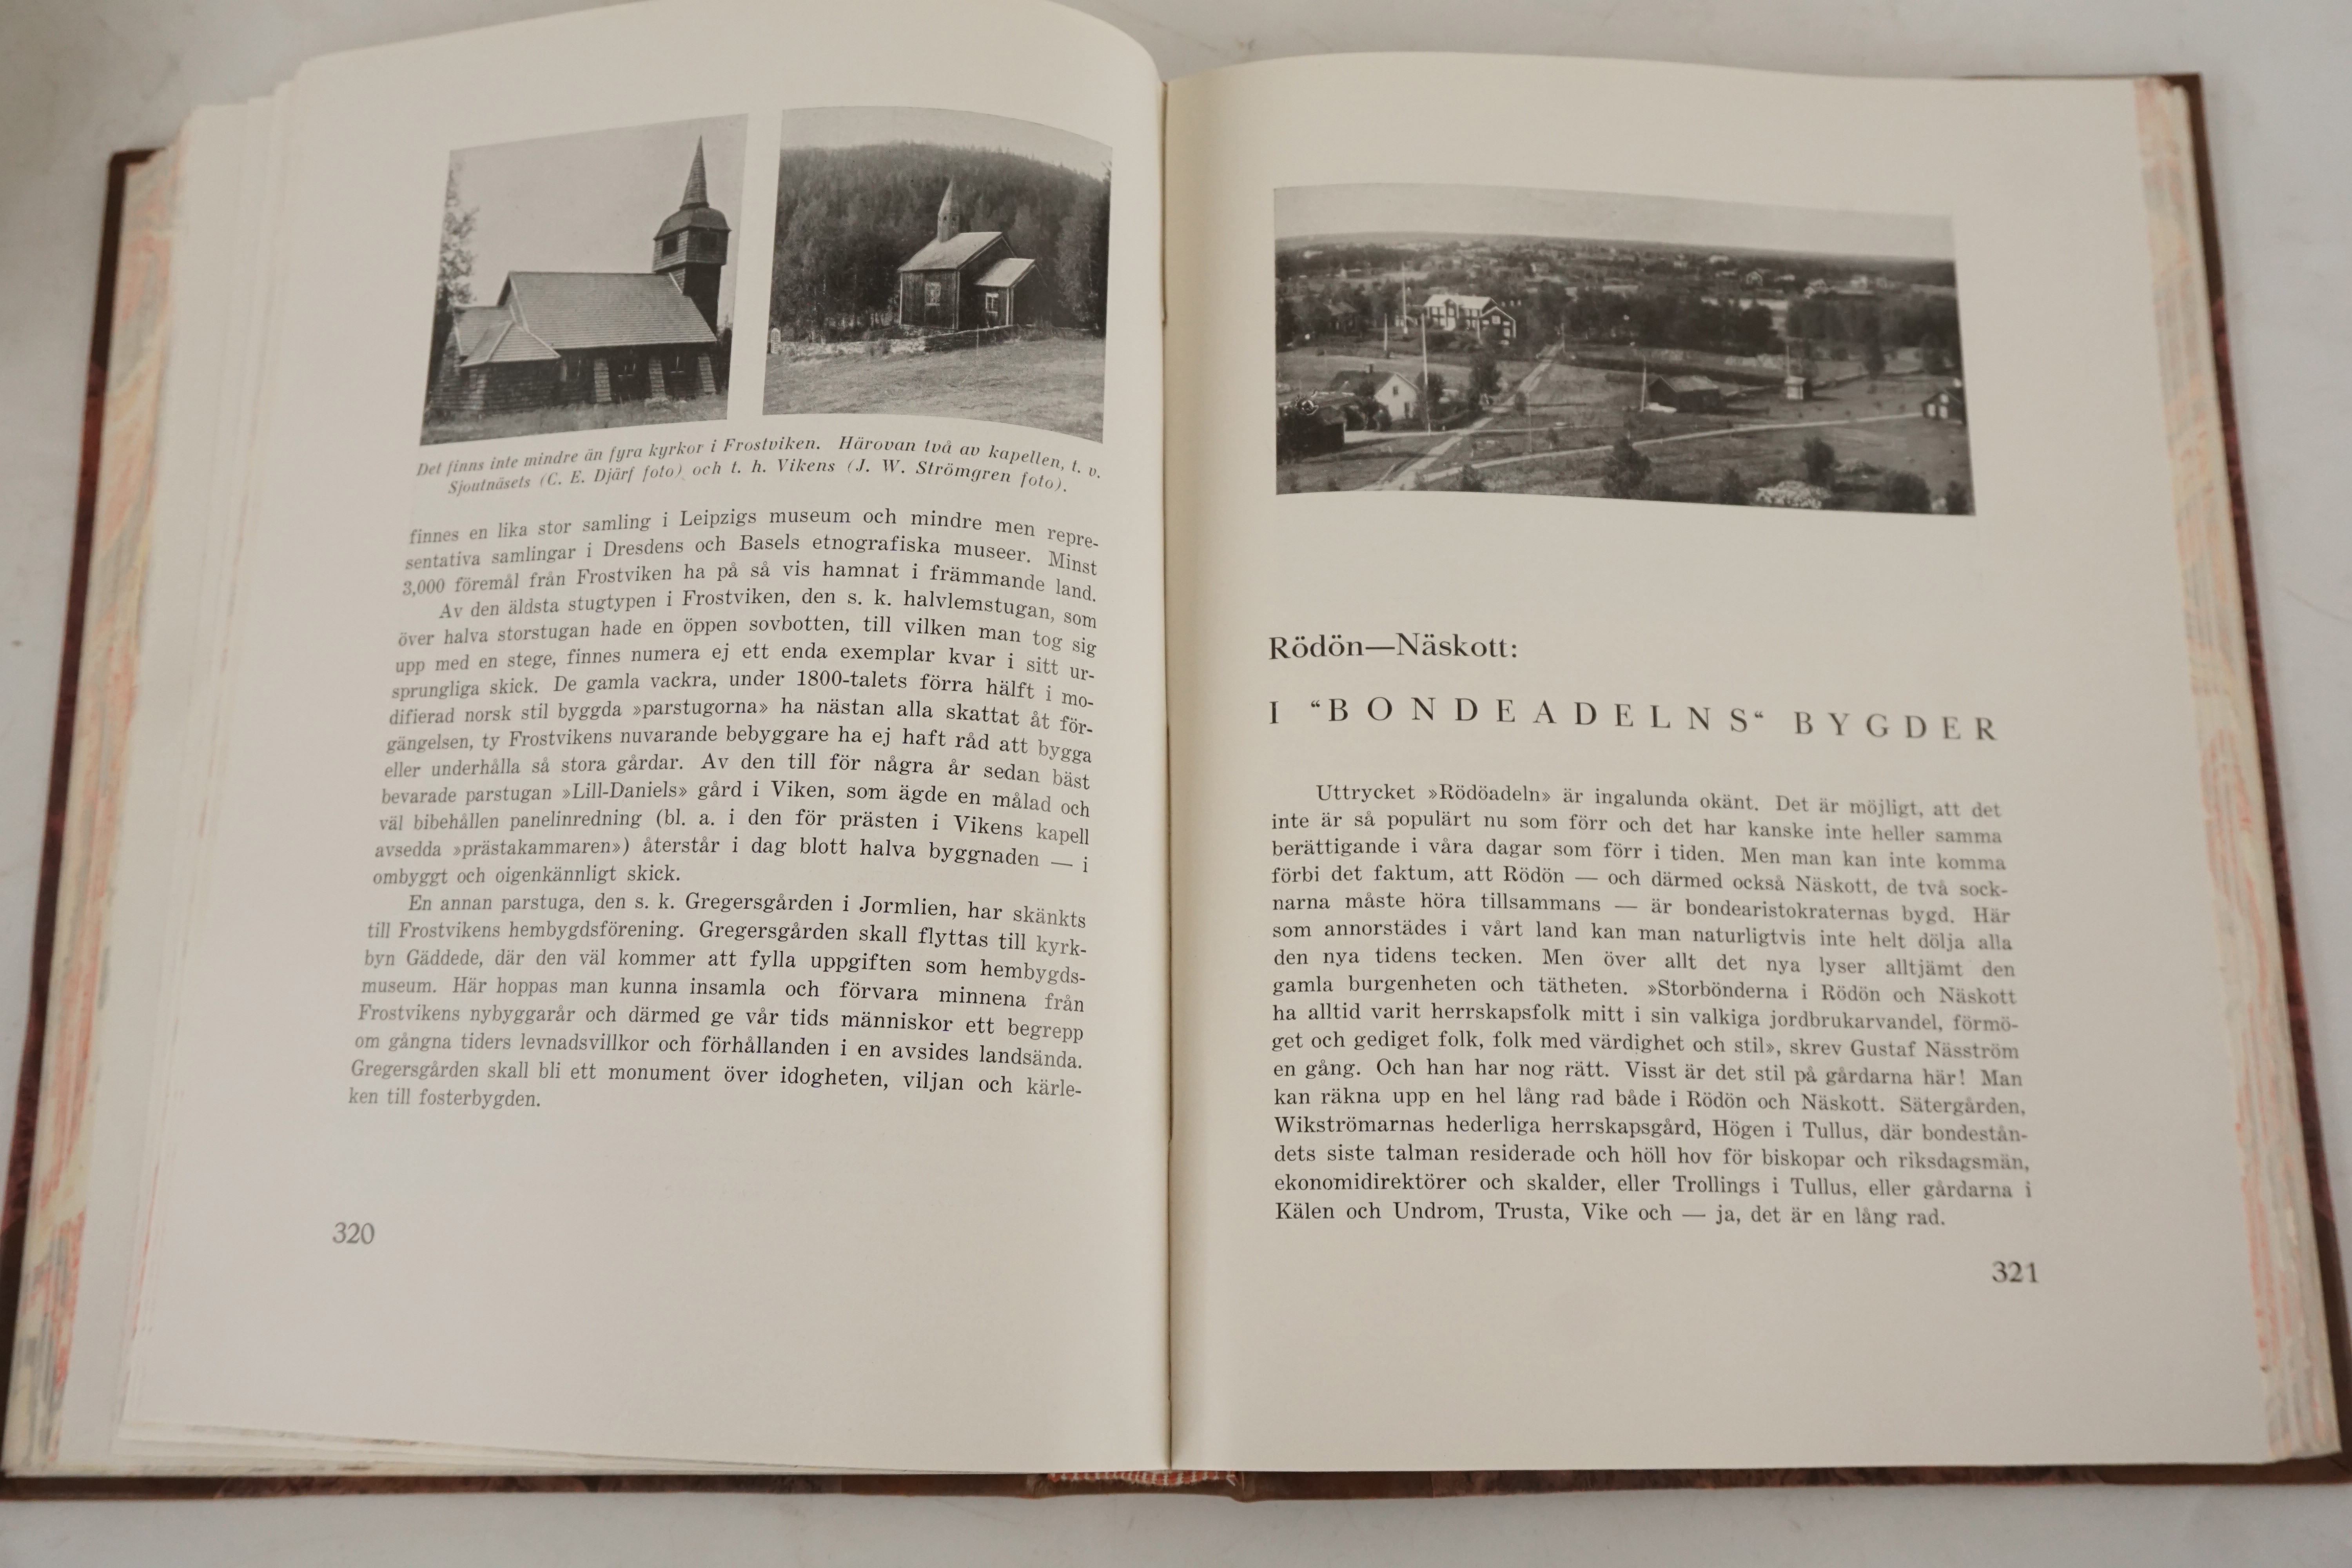 Det finns inte mindre än fyra kyrkor i Frostviken. Härovan två av kapellen, t. v.
Sjoutnäsets (C. E. Djärf foto) och t. h. Vikens (J. W. Strömgren foto).
finnes en lika stor samling i Leipzigs museum och mindre men repre-
sentativa samlingar i Dresdens och Basels etnografiska museer. Minst
3,000 föremål från Frostviken ha på så vis hamnat i främmande land.
Av den äldsta stugtypen i Frostviken, den s. k. halvlemstugan, som
över halva storstugan hade en öppen sovbotten, till vilken man tog sig
upp med en stege, finnes numera ej ett enda exemplar kvar i sitt ur-
sprungliga skick. De gamla vackra, under 1800-talets förra hälft i mo-
difierad norsk stil byggda »parstugorna» ha nästan alla skattat åt för-
gängelsen, ty Frostvikens nuvarande bebyggare ha ej haft råd att bygga
eller underhålla så stora gårdar. Av den till för några år sedan bäst
bevarade parstugan »Lill-Daniels» gård i Viken, som ägde en målad och
väl bibehållen panelinredning (bl. a. i den för prästen i Vikens kapell
avsedda »prästakammaren») återstår i dag blott halva byggnaden — i
ombyggt och oigenkännligt skick.
En annan parstuga, den s. k. Gregersgården i Jormlien, har skänkts
till Frostvikens hembygdsförening. Gregersgården skall flyttas till kyrk-
byn Gäddede, där den väl kommer att fylla uppgiften som hembygds-
museum. Här hoppas man kunna insamla och förvara minnena från
Frostvikens nybyggarår och därmed ge vår tids människor ett begrepp
om gångna tiders levnadsvillkor och förhållanden i en avsides landsända.
Gregersgården skall bli ett monument över idogheten, viljan och kärle-
ken till fosterbygden.
320
Rödön—Näskott:
I “BONDEADELNS“ BYGDER
Uttrycket »Rödöadeln» är ingalunda okänt. Det är möjligt, att det
inte är så populärt nu som förr och det har kanske inte heller samma
berättigande i våra dagar som förr i tiden. Men man kan inte komma
förbi det faktum, att Rödön — och därmed också Näskott, de två sock-
narna måste höra tillsammans — är bondearistokraternas bygd. Här
som annorstädes i vårt land kan man naturligtvis inte helt dölja alla
den nya tidens tecken. Men över allt det nya lyser alltjämt den
gamla burgenheten och tätheten. »Storbönderna i Rödön och Näskott
ha alltid varit herrskapsfolk mitt i sin valkiga jordbrukarvandel, förmö-
get och gediget folk, folk med värdighet och stil», skrev Gustaf Näsström
en gång. Och han har nog rätt. Visst är det stil på gårdarna här! Man
kan räkna upp en hel lång rad både i Rödön och Näskott. Sätergården,
Wikströmarnas hederliga herrskapsgård, Högen i Tullus, där bondestån-
dets siste talman residerade och höll hov för biskopar och riksdagsmän,
ekonomidirektörer och skalder, eller Trollings i Tullus, eller gårdarna i
Kälen och Undrom, Trusta, Vike och — ja, det är en lång rad.
321